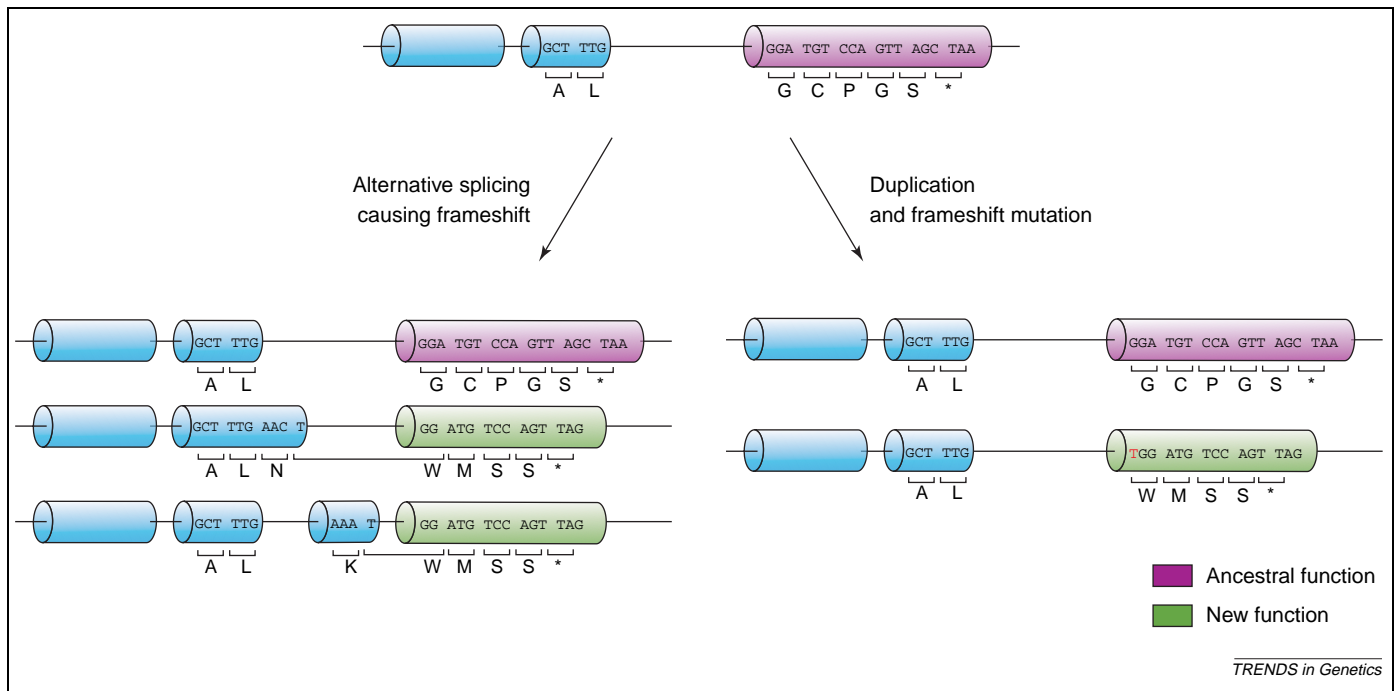 GCT TTG GGA TGT CCA GTT AGC TAA
A L G C P G S *
Alternative splicing
causing frameshift
Duplication
and frameshift mutation
GCT TTG GGA TGT CCA GTT AGC TAA
A L G C P G S *
GCT TTG AAC T GG ATG TCC AGT TAG
A L N W M S S *
GCT TTG AAA T GG ATG TCC AGT TAG
A L K W M S S *
GCT TTG GGA TGT CCA GTT AGC TAA
A L G C P G S *
GCT TTG TGG ATG TCC AGT TAG
A L W M S S *
Ancestral function
New function
TRENDS in Genetics